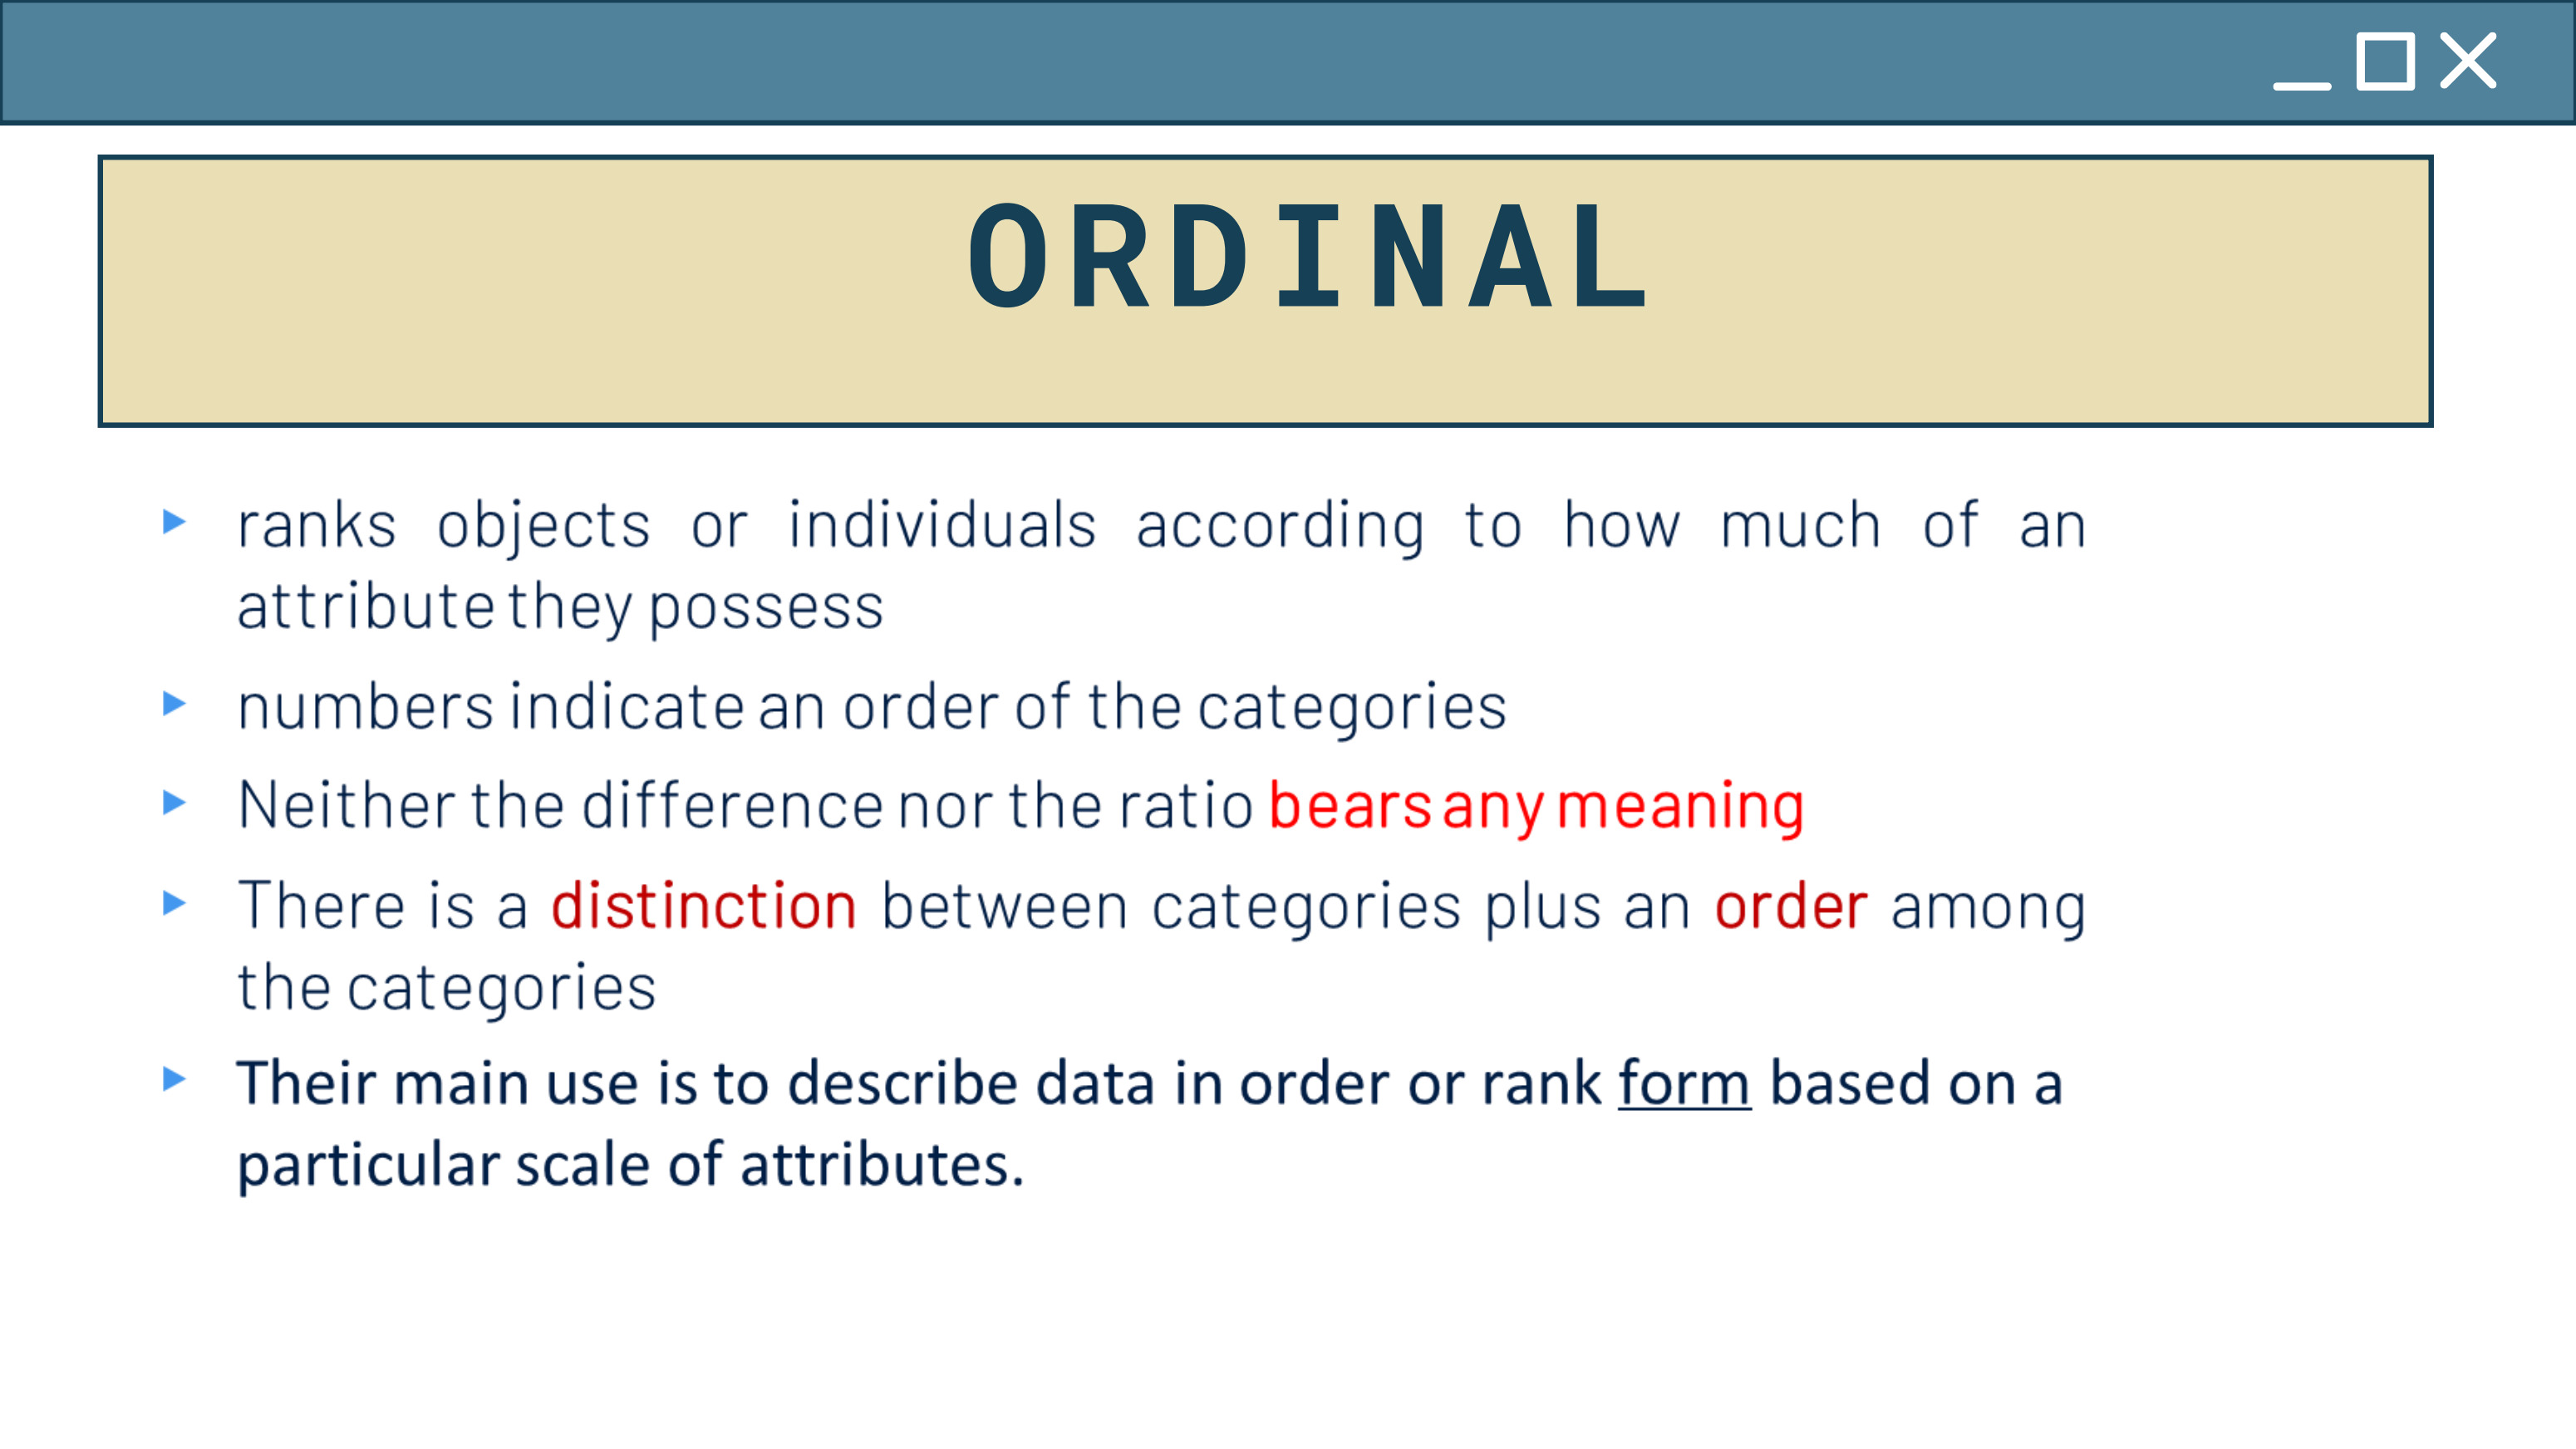 ORDINAL
ranks objects or individuals according to how much of an
attribute they possess
numbers indicate an order of the categories
Neither the difference nor the ratio bears any meaning
There is a distinction between categories plus an order among
the categories
Their main use is to describe data in order or rank form based on a
particular scale of attributes.